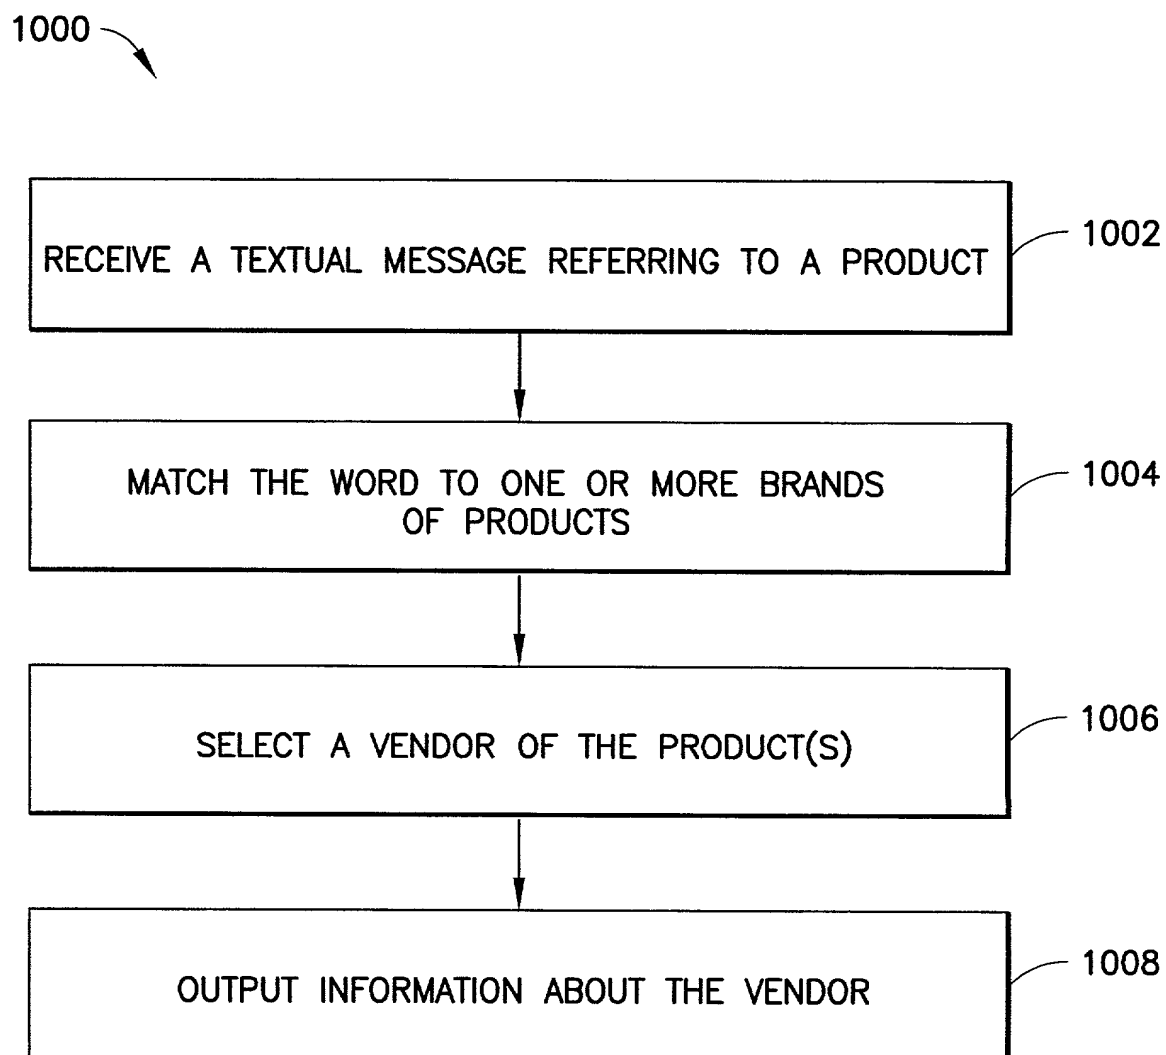 1000
RECEIVE A TEXTUAL MESSAGE REFERRING TO A PRODUCT
1002
MATCH THE WORD TO ONE OR MORE BRANDS
OF PRODUCTS
1004
SELECT A VENDOR OF THE PRODUCT(S)
1006
OUTPUT INFORMATION ABOUT THE VENDOR
1008